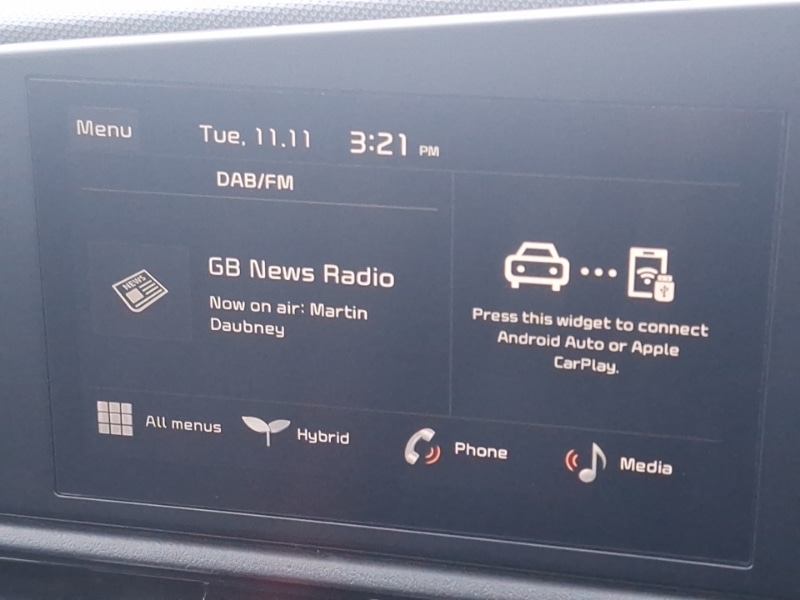 Menu
Tue, 11.11
3:21 PM
DAB/FM
NEWS
GB News Radio
Now on air: Martin
Daubney
Press this widget to connect
Android Auto or Apple
CarPlay.
All menus
Hybrid
Phone
Media